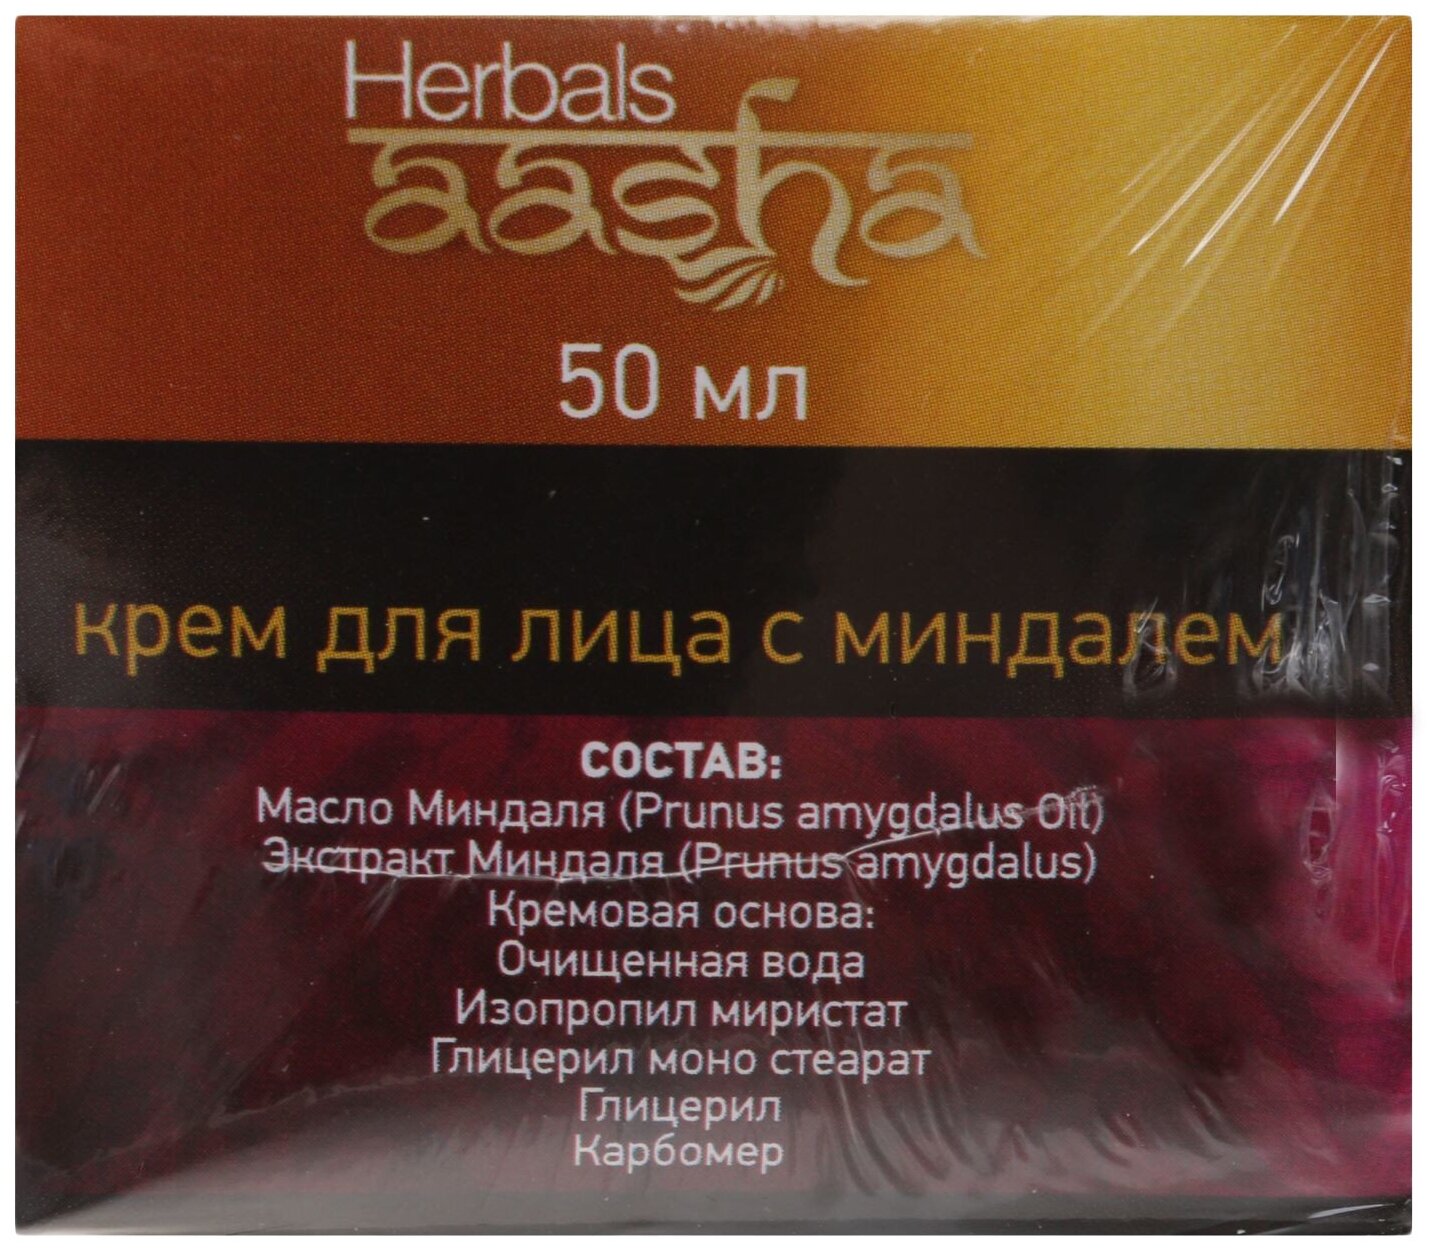 Herbals
aasha
50 мл
крем для лица с миндалем
СОСТАВ:
Масло Миндаля (Prunus amygdalus Oil)
Экстракт Миндаля (Prunus amygdalus)
Кремовая основа:
Очищенная вода
Изопропил миристат
Глицерил моно стеарат
Глицерил
Карбомер